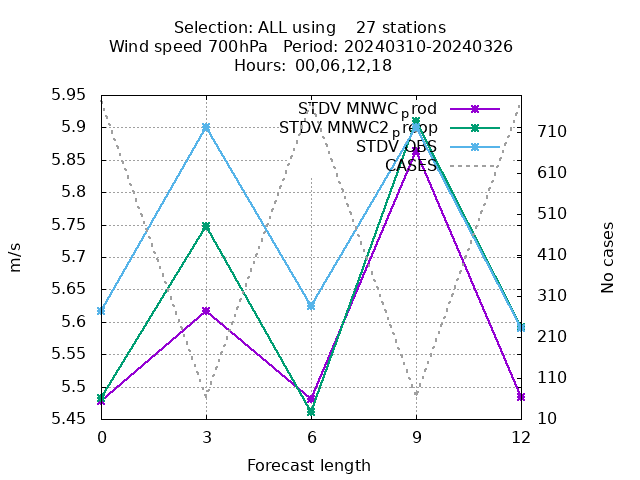 Selection: ALL using    27 stations
Wind speed 700hPa   Period: 20240310-20240326
Hours:  00,06,12,18
STDV MNWC_prod
STDV MNWC2_preop
STDV OBS
CASES
5.95
5.9
5.85
5.8
5.75
5.7
5.65
5.6
5.55
5.5
5.45
m/s
710
610
510
410
310
210
110
10
No cases
0 3 6 9 12
Forecast length